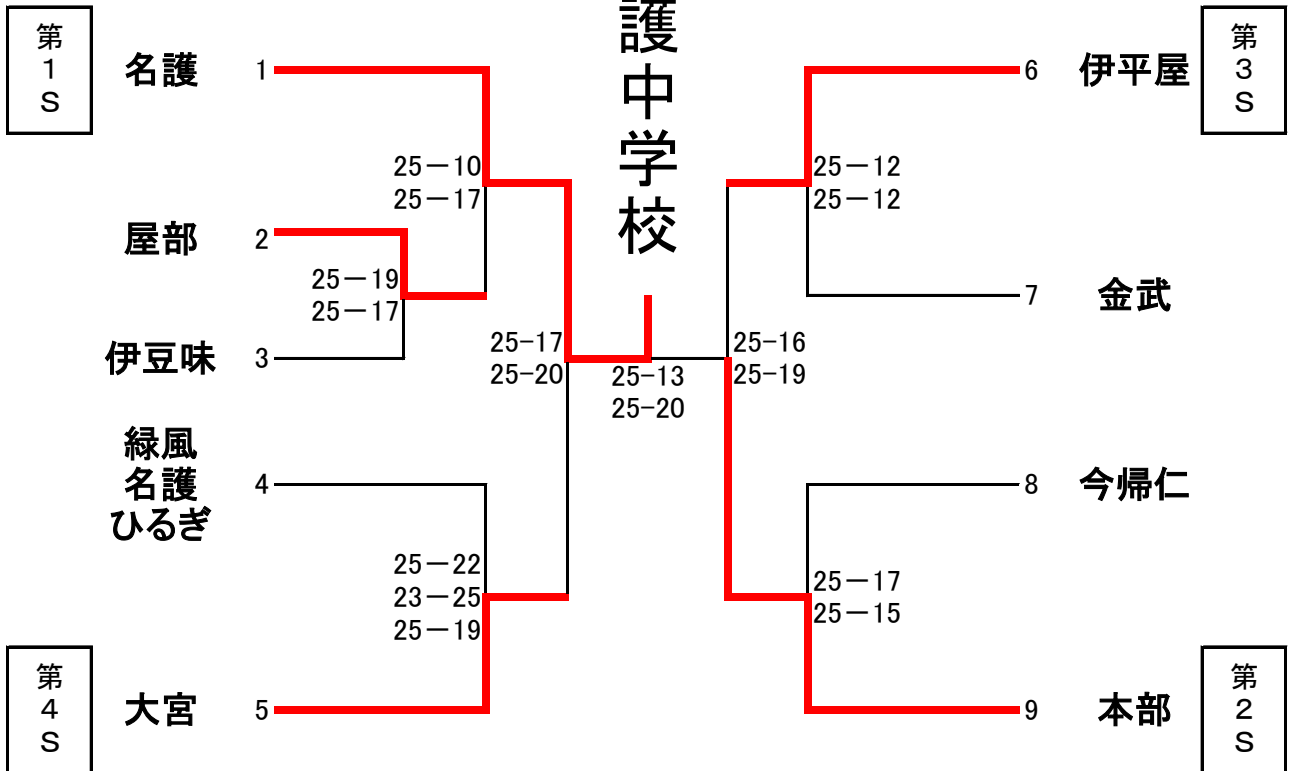 護中学校
第1S
名護 1
25－10
25－17
屋部 2
25－19
25－17
伊豆味 3
緑風
名護
ひるぎ
4
25－22
23－25
25－19
第4S
大宮 5
25-17
25-20
25-13
25-20
25-16
25-19
6 伊平屋
第3S
25－12
25－12
7 金武
8 今帰仁
25－17
25－15
9 本部
第2S